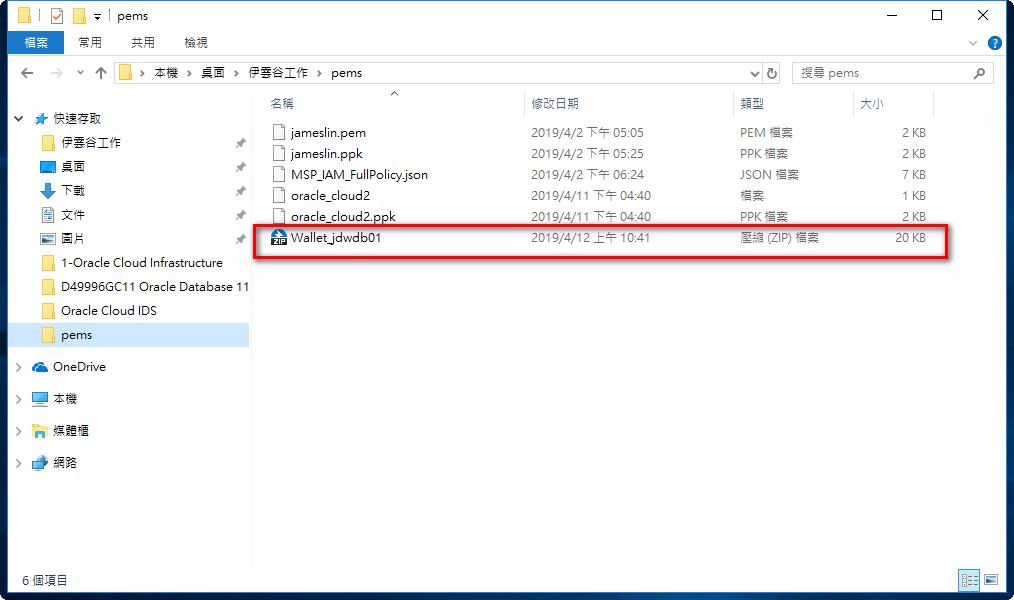 pems
檔案 常用 共用 檢視
本機 桌面 伊雲谷工作 pems 搜尋 pems
名稱 修改日期 類型 大小
快速存取
伊雲谷工作
桌面
下載
文件
圖片
1-Oracle Cloud Infrastructure
D49996GC11 Oracle Database 11
Oracle Cloud IDS
pems
OneDrive
本機
媒體櫃
網路
jameslin.pem 2019/4/2 下午 05:05 PEM 檔案 2 KB
jameslin.ppk 2019/4/2 下午 05:25 PPK 檔案 2 KB
MSP_IAM_FullPolicy.json 2019/4/2 下午 06:24 JSON 檔案 7 KB
oracle_cloud2 2019/4/11 下午 04:40 檔案 1 KB
oracle_cloud2.ppk 2019/4/11 下午 04:40 PPK 檔案 2 KB
ZIP Wallet_jdwdb01 2019/4/12 上午 10:41 壓縮 (ZIP) 檔案 20 KB
6 個項目